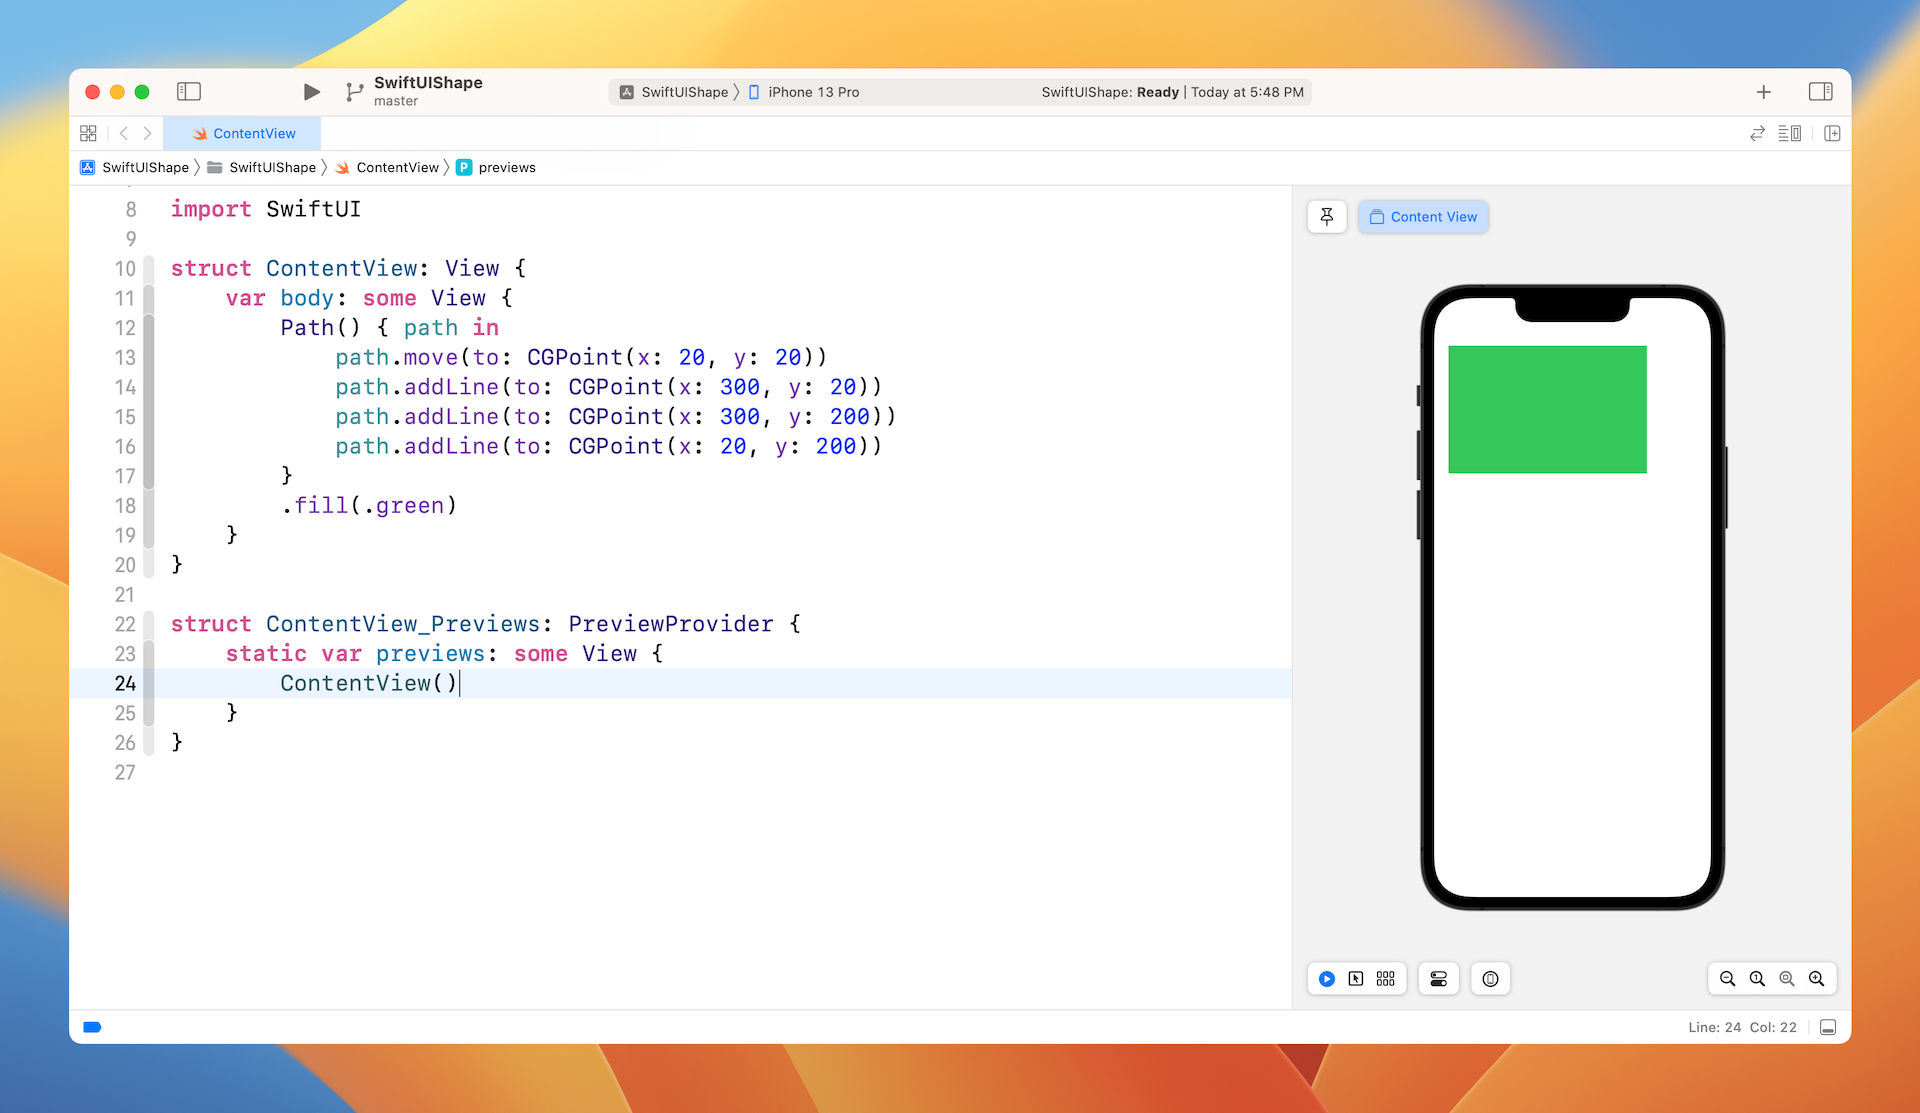 SwiftUIShape
master
SwiftUIShape 〉 iPhone 13 Pro
SwiftUIShape: Ready | Today at 5:48 PM
ContentView
SwiftUIShape 〉 SwiftUIShape 〉 ContentView 〉 P previews
8 import SwiftUI
9
10 struct ContentView: View {
11     var body: some View {
12         Path() { path in
13             path.move(to: CGPoint(x: 20, y: 20))
14             path.addLine(to: CGPoint(x: 300, y: 20))
15             path.addLine(to: CGPoint(x: 300, y: 200))
16             path.addLine(to: CGPoint(x: 20, y: 200))
17         }
18         .fill(.green)
19     }
20 }
21
22 struct ContentView_Previews: PreviewProvider {
23     static var previews: some View {
24         ContentView()
25     }
26 }
27
Content View
Line: 24 Col: 22